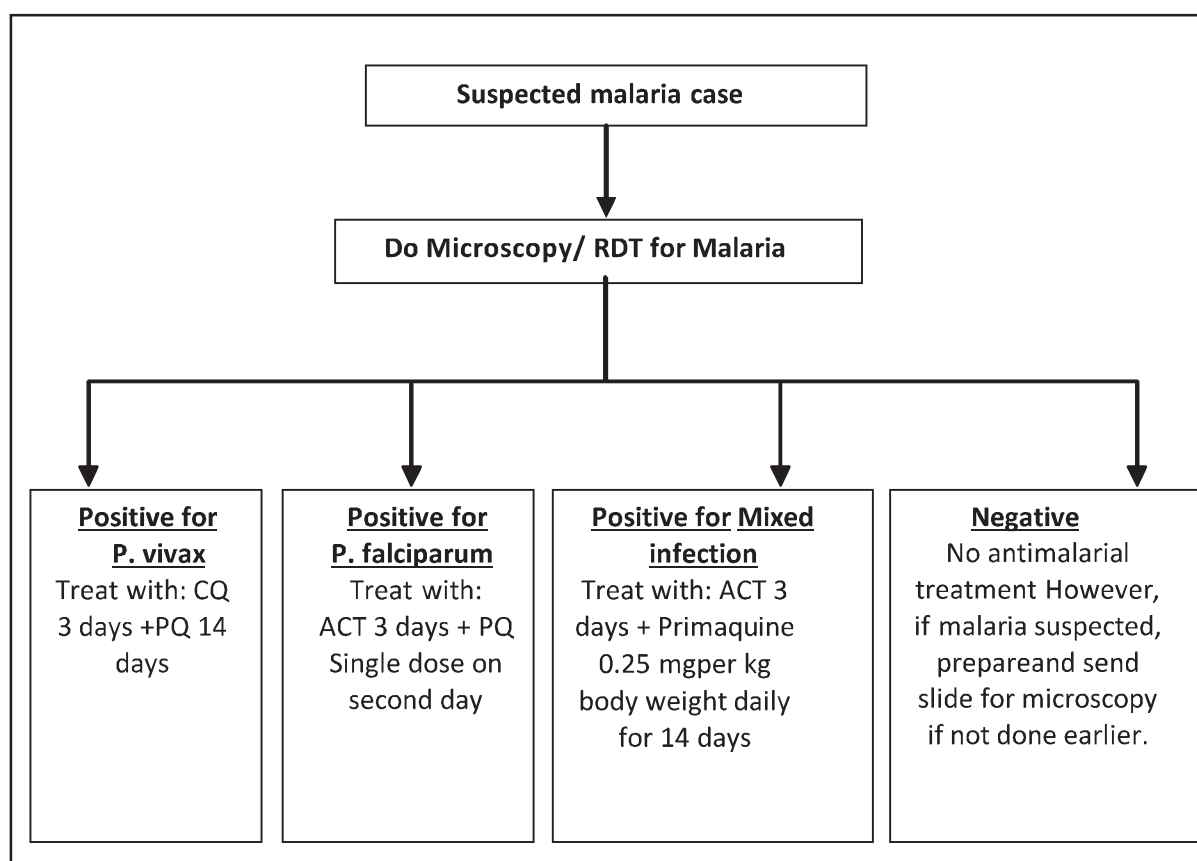 Suspected malaria case
Do Microscopy/ RDT for Malaria
Positive for
P. vivax
Treat with: CQ
3 days +PQ 14
days
Positive for
P. falciparum
Treat with:
ACT 3 days + PQ
Single dose on
second day
Positive for Mixed
infection
Treat with: ACT 3
days + Primaquine
0.25 mgper kg
body weight daily
for 14 days
Negative
No antimalarial
treatment However,
if malaria suspected,
prepareand send
slide for microscopy
if not done earlier.